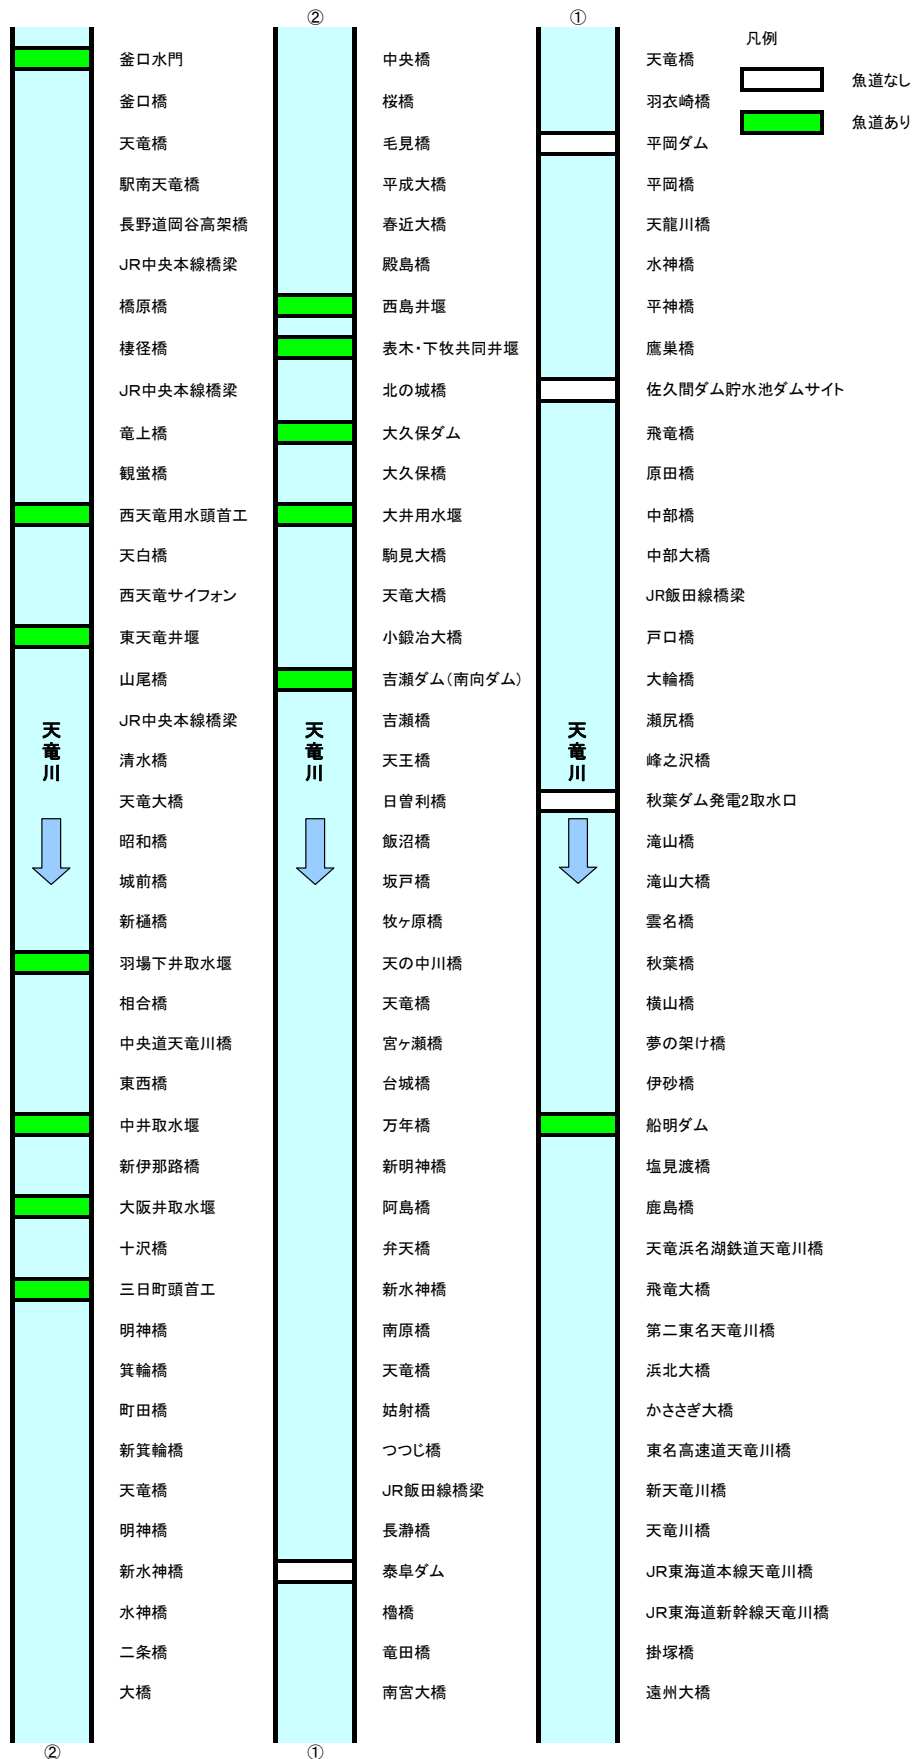 釜口水門
釜口橋
天竜橋
駅南天竜橋
長野道岡谷高架橋
JR中央本線橋梁
橋原橋
棲径橋
JR中央本線橋梁
竜上橋
観蛍橋
西天竜用水頭首工
天白橋
西天竜サイフォン
東天竜井堰
山尾橋
JR中央本線橋梁
清水橋
天竜大橋
昭和橋
城前橋
新樋橋
羽場下井取水堰
相合橋
中央道天竜川橋
東西橋
中井取水堰
新伊那路橋
大阪井取水堰
十沢橋
三日町頭首工
明神橋
箕輪橋
町田橋
新箕輪橋
天竜橋
明神橋
新水神橋
水神橋
二条橋
大橋
天竜川
②
②
中央橋
桜橋
毛見橋
平成大橋
春近大橋
殿島橋
西島井堰
表木・下牧共同井堰
北の城橋
大久保ダム
大久保橋
大井用水堰
駒見大橋
天竜大橋
小鍛冶大橋
吉瀬ダム(南向ダム)
吉瀬橋
天王橋
日曽利橋
飯沼橋
坂戸橋
牧ヶ原橋
天の中川橋
天竜橋
宮ヶ瀬橋
台城橋
万年橋
新明神橋
阿島橋
弁天橋
新水神橋
南原橋
天竜橋
姑射橋
つつじ橋
JR飯田線橋梁
長瀞橋
泰阜ダム
櫓橋
竜田橋
南宮大橋
天竜川
①
①
天竜橋
羽衣崎橋
平岡ダム
平岡橋
天龍川橋
水神橋
平神橋
鷹巣橋
佐久間ダム貯水池ダムサイト
飛竜橋
原田橋
中部橋
中部大橋
JR飯田線橋梁
戸口橋
大輪橋
瀬尻橋
峰之沢橋
秋葉ダム発電2取水口
滝山橋
滝山大橋
雲名橋
秋葉橋
横山橋
夢の架け橋
伊砂橋
船明ダム
塩見渡橋
鹿島橋
天竜浜名湖鉄道天竜川橋
飛竜大橋
第二東名天竜川橋
浜北大橋
かささぎ大橋
東名高速道天竜川橋
新天竜川橋
天竜川橋
JR東海道本線天竜川橋
JR東海道新幹線天竜川橋
掛塚橋
遠州大橋
天竜川
凡例
魚道なし
魚道あり